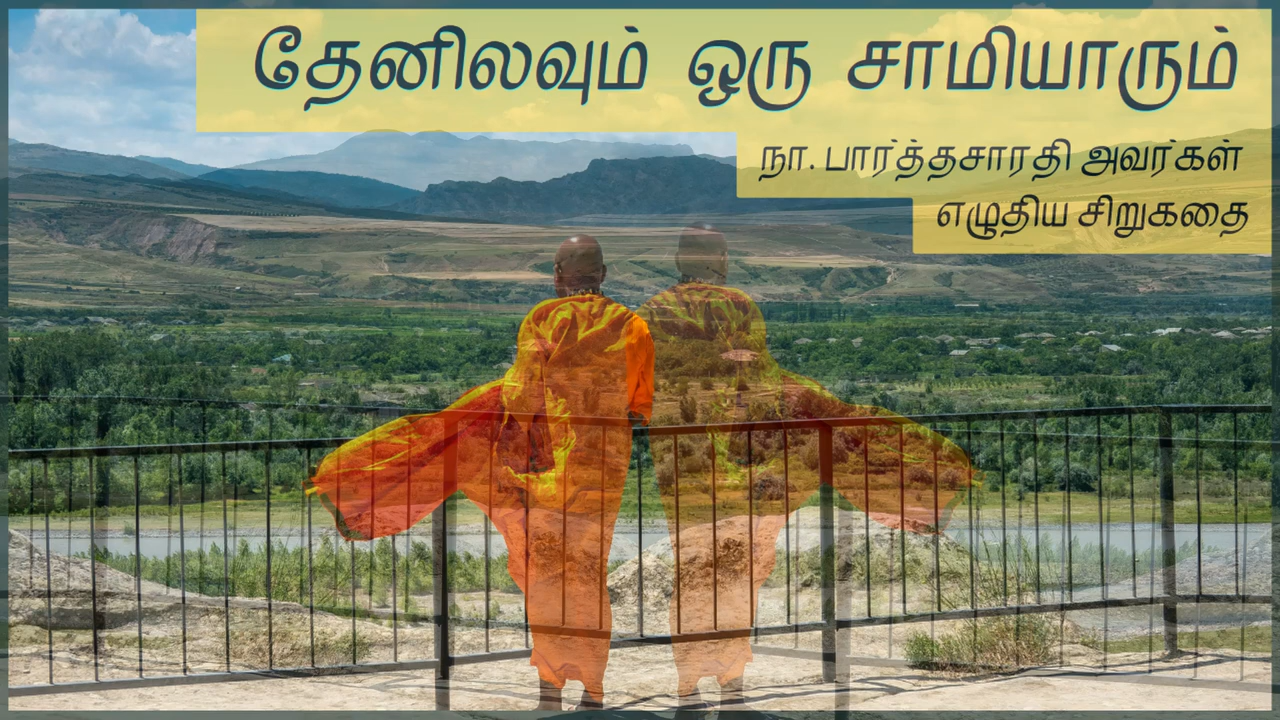 தேனிலவும் ஒரு சாமியாரும்
நா. பார்த்தசாரதி அவர்கள்
எழுதிய சிறுகதை